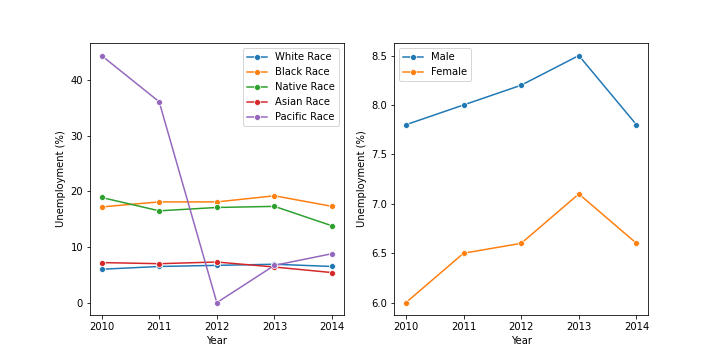 Unemployment (%)
40
30
20
10
0
2010 2011 2012 2013 2014
Year
White Race
Black Race
Native Race
Asian Race
Pacific Race
Unemployment (%)
8.5
8.0
7.5
7.0
6.5
6.0
2010 2011 2012 2013 2014
Year
Male
Female